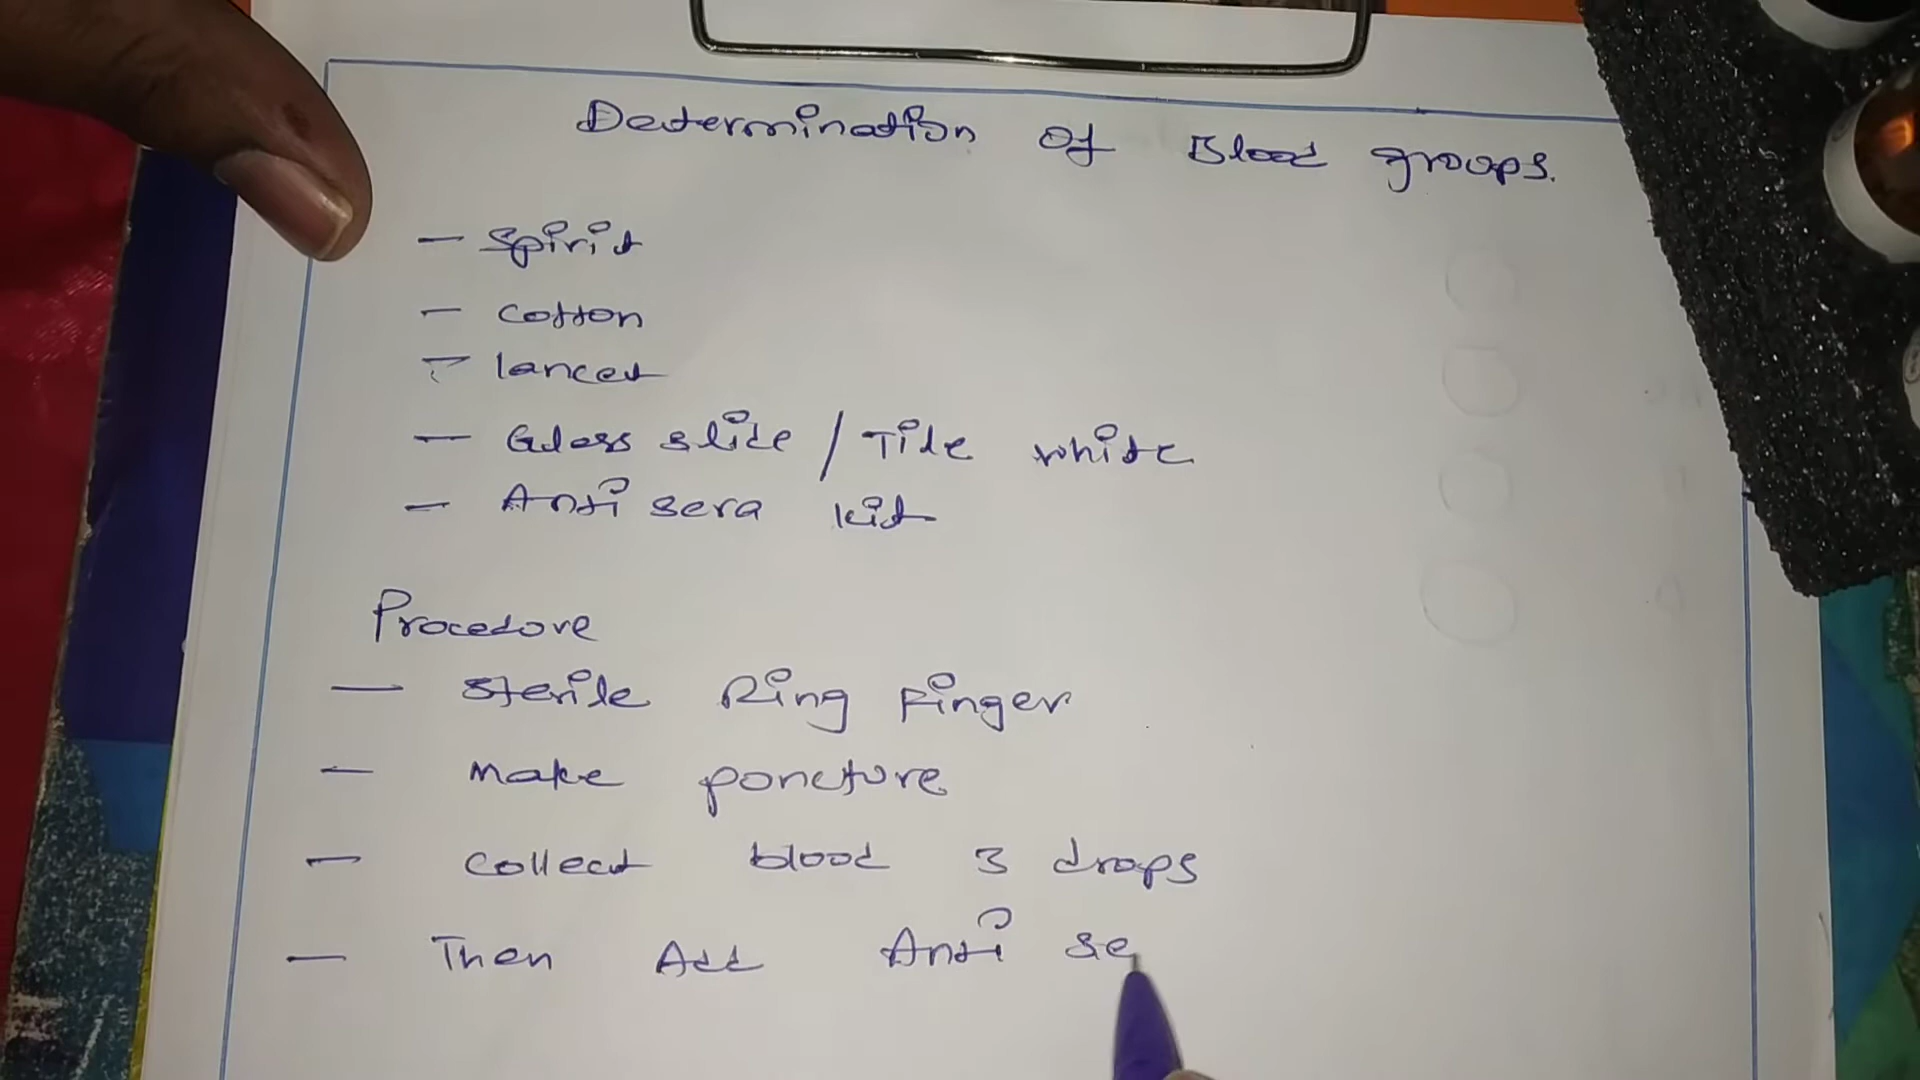 Determination of Blood groups.
- Spirit
- cotton
- lancet
- Glass slide / Tile white
- Anti sera kit
Procedure
- sterile Ring Finger
- make poncture
- collect blood 3 drops
- Then Add Anti se